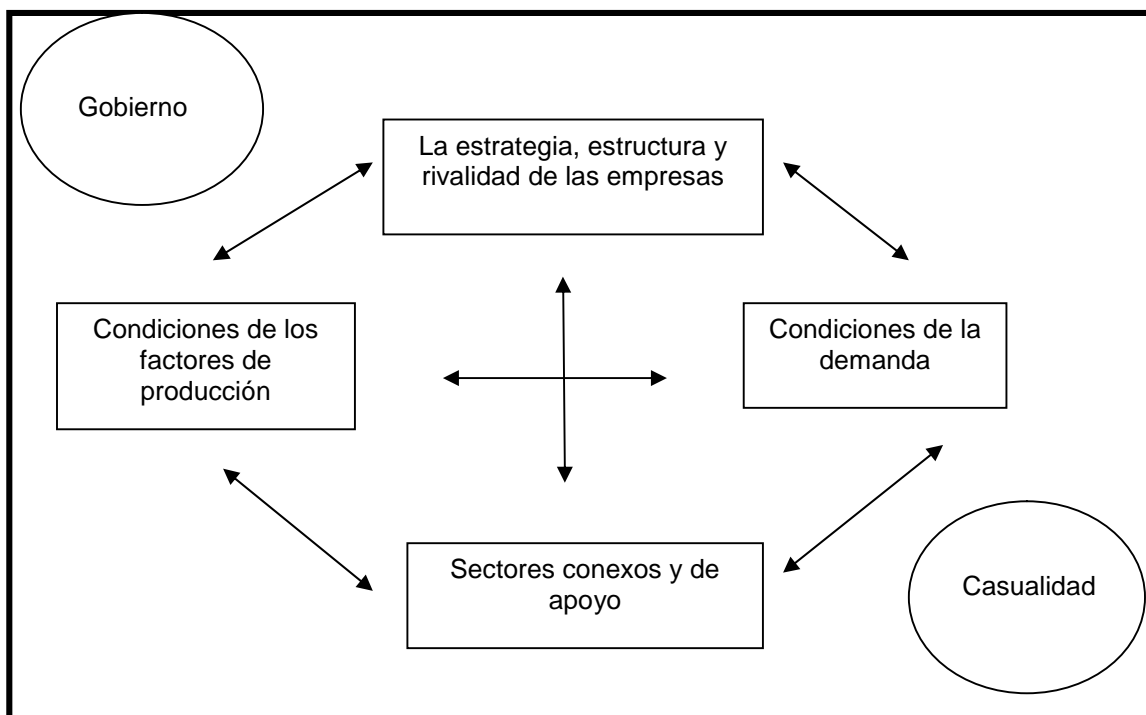 Gobierno
La estrategia, estructura y
rivalidad de las empresas
Condiciones de los
factores de
producción
Condiciones de la
demanda
Sectores conexos y de
apoyo
Casualidad